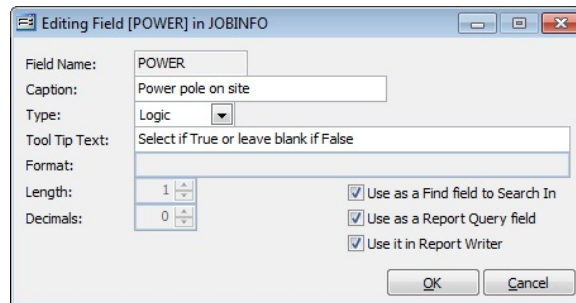 Editing Field [POWER] in JOBINFO
Field Name: POWER
Caption: Power pole on site
Type: Logic
Tool Tip Text: Select if True or leave blank if False
Format:
Length: 1
Use as a Find field to Search In
Decimals: 0
Use as a Report Query field
Use it in Report Writer
OK Cancel